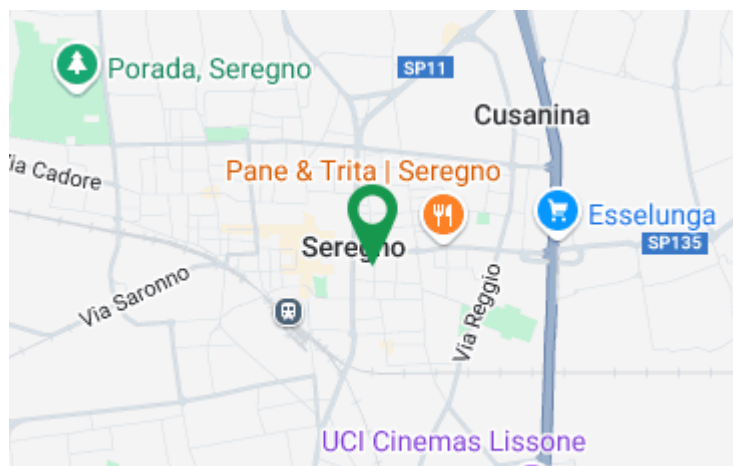 Porada, Seregno
SP11
Cusanina
Via Cadore
Pane & Trita | Seregno
Esselunga
Seregno
SP135
Via Saronno
Via Reggio
UCI Cinemas Lissone